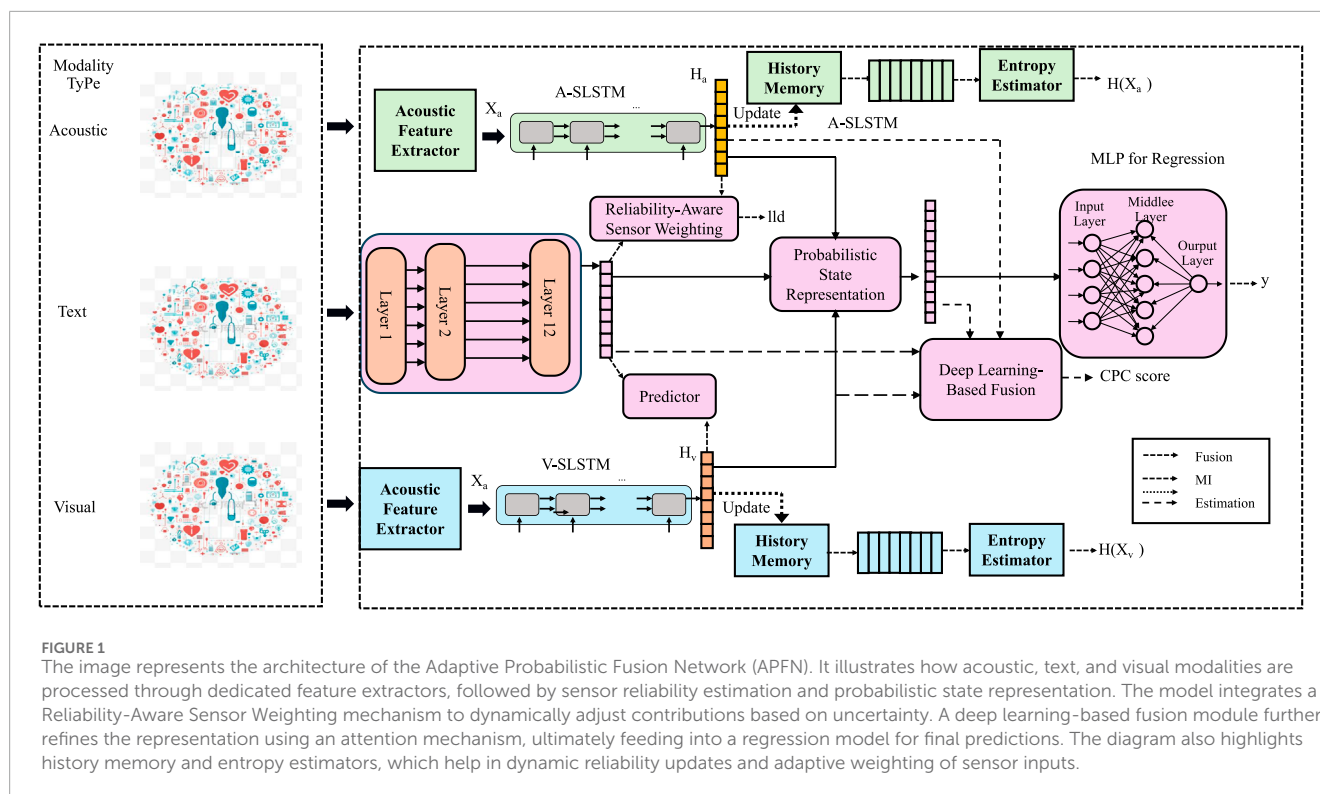 Modality
TyPe
Acoustic
Text
Visual
Acoustic
Feature
Extractor
X_a
A-SLSTM
...
H_a
Update
History
Memory
Entropy
Estimator
H(X_a )
A-SLSTM
Reliability-Aware
Sensor Weighting
lld
Layer 1
Layer 2
Layer 12
Probabilistic
State
Representation
MLP for Regression
Input
Layer
Middlee
Layer
Ourput
Layer
y
Predictor
Deep Learning-
Based Fusion
CPC score
Acoustic
Feature
Extractor
X_a
V-SLSTM
...
H_v
Update
History
Memory
Entropy
Estimator
H(X_v )
Fusion
MI
Estimation
FIGURE 1
The image represents the architecture of the Adaptive Probabilistic Fusion Network (APFN). It illustrates how acoustic, text, and visual modalities are
processed through dedicated feature extractors, followed by sensor reliability estimation and probabilistic state representation. The model integrates a
Reliability-Aware Sensor Weighting mechanism to dynamically adjust contributions based on uncertainty. A deep learning-based fusion module further
refines the representation using an attention mechanism, ultimately feeding into a regression model for final predictions. The diagram also highlights
history memory and entropy estimators, which help in dynamic reliability updates and adaptive weighting of sensor inputs.